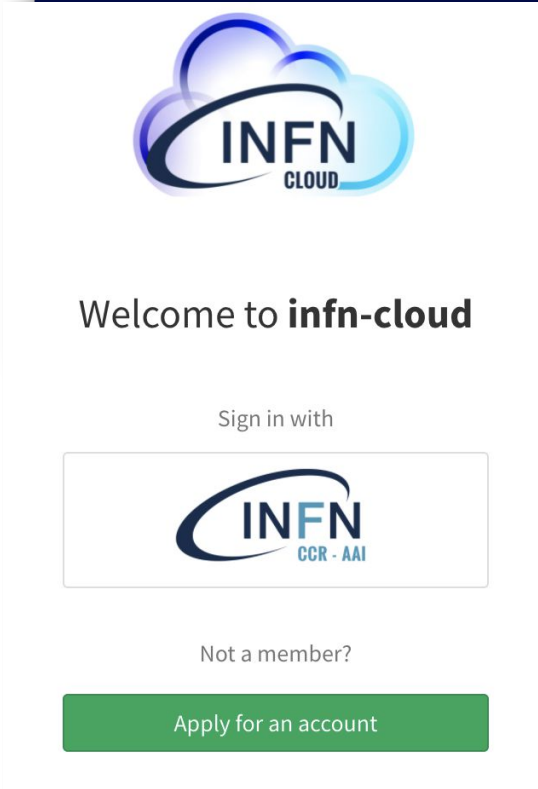 INFN
CLOUD
Welcome to infn-cloud
Sign in with
INFN
CCR - AAI
Not a member?
Apply for an account